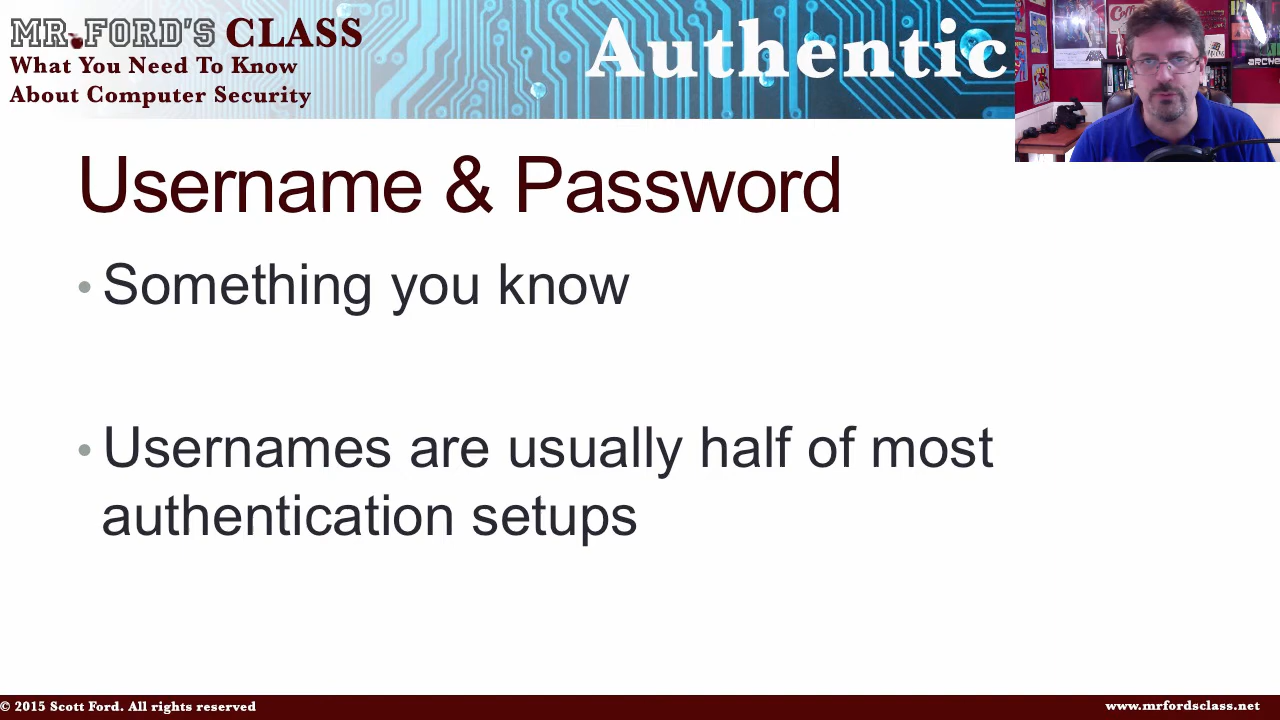 MR. FORD'S CLASS
What You Need To Know
About Computer Security
Authentic
Username & Password
• Something you know
• Usernames are usually half of most
authentication setups
© 2015 Scott Ford. All rights reserved
www.mrfordsclass.net